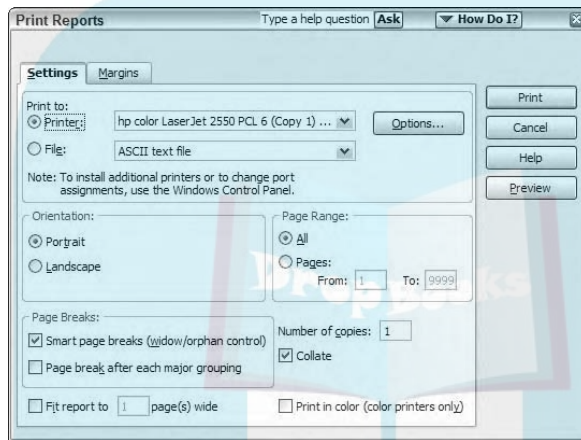 Print Reports Type a help question Ask How Do I?
Settings Margins
Print to:
Printer: hp color LaserJet 2550 PCL 6 (Copy 1) ... Options...
File: ASCII text file
Note: To install additional printers or to change port
assignments, use the Windows Control Panel.
Print
Cancel
Help
Preview
Orientation:
Portrait
Landscape
Page Range:
All
Pages:
From: 1 To: 9999
Page Breaks:
Smart page breaks (widow/orphan control)
Page break after each major grouping
Number of copies: 1
Collate
Fit report to 1 page(s) wide
Print in color (color printers only)
Drop Books